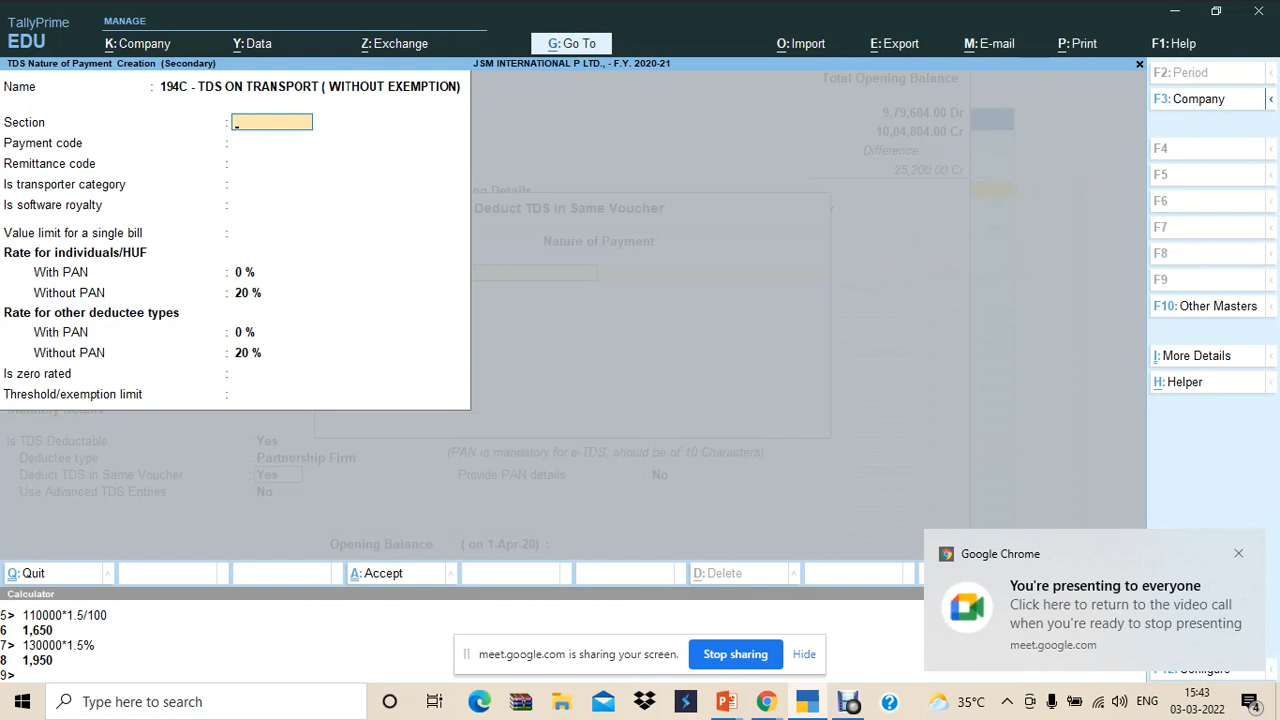 TallyPrime
EDU
MANAGE
K: Company
Y: Data
Z: Exchange
G: Go To
O: Import
E: Export
M: E-mail
P: Print
F1: Help
TDS Nature of Payment Creation (Secondary)
JSM INTERNATIONAL P LTD., - F.Y. 2020-21
Name : 194C - TDS ON TRANSPORT ( WITHOUT EXEMPTION)
Section :
Payment code :
Remittance code :
Is transporter category :
Is software royalty :
Value limit for a single bill :
Rate for individuals/HUF
With PAN : 0 %
Without PAN : 20 %
Rate for other deductee types
With PAN : 0 %
Without PAN : 20 %
Is zero rated :
Threshold/exemption limit :
Total Opening Balance
9,79,604.00 Dr
10,04,804.00 Cr
Difference
25,200.00 Cr
Deduct TDS in Same Voucher
Nature of Payment
Is TDS Deductable : Yes
Deductee type : Partnership Firm
Deduct TDS in Same Voucher : Yes
Use Advanced TDS Entries : No
(PAN is mandatory for e-TDS, should be of 10 Characters)
Provide PAN details : No
Opening Balance ( on 1-Apr-20) :
F2: Period
F3: Company
F4
F5
F6
F7
F8
F9
F10: Other Masters
I: More Details
H: Helper
Q: Quit
A: Accept
D: Delete
Calculator
5> 110000*1.5/100
6 1,650
7> 130000*1.5%
8 1,950
9>
Google Chrome
You're presenting to everyone
Click here to return to the video call
when you're ready to stop presenting
meet.google.com
meet.google.com is sharing your screen.
Stop sharing
Hide
Type here to search
35°C
ENG
15:43
03-03-2022
4